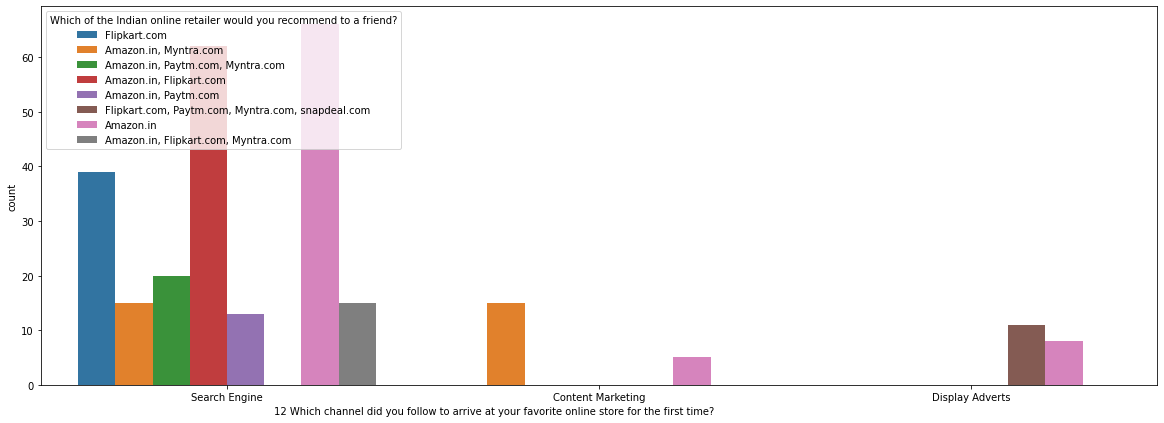 Which of the Indian online retailer would you recommend to a friend?
Flipkart.com
Amazon.in, Myntra.com
Amazon.in, Paytm.com, Myntra.com
Amazon.in, Flipkart.com
Amazon.in, Paytm.com
Flipkart.com, Paytm.com, Myntra.com, snapdeal.com
Amazon.in
Amazon.in, Flipkart.com, Myntra.com
60
50
40
30
20
10
0
count
Search Engine
Content Marketing
Display Adverts
12 Which channel did you follow to arrive at your favorite online store for the first time?